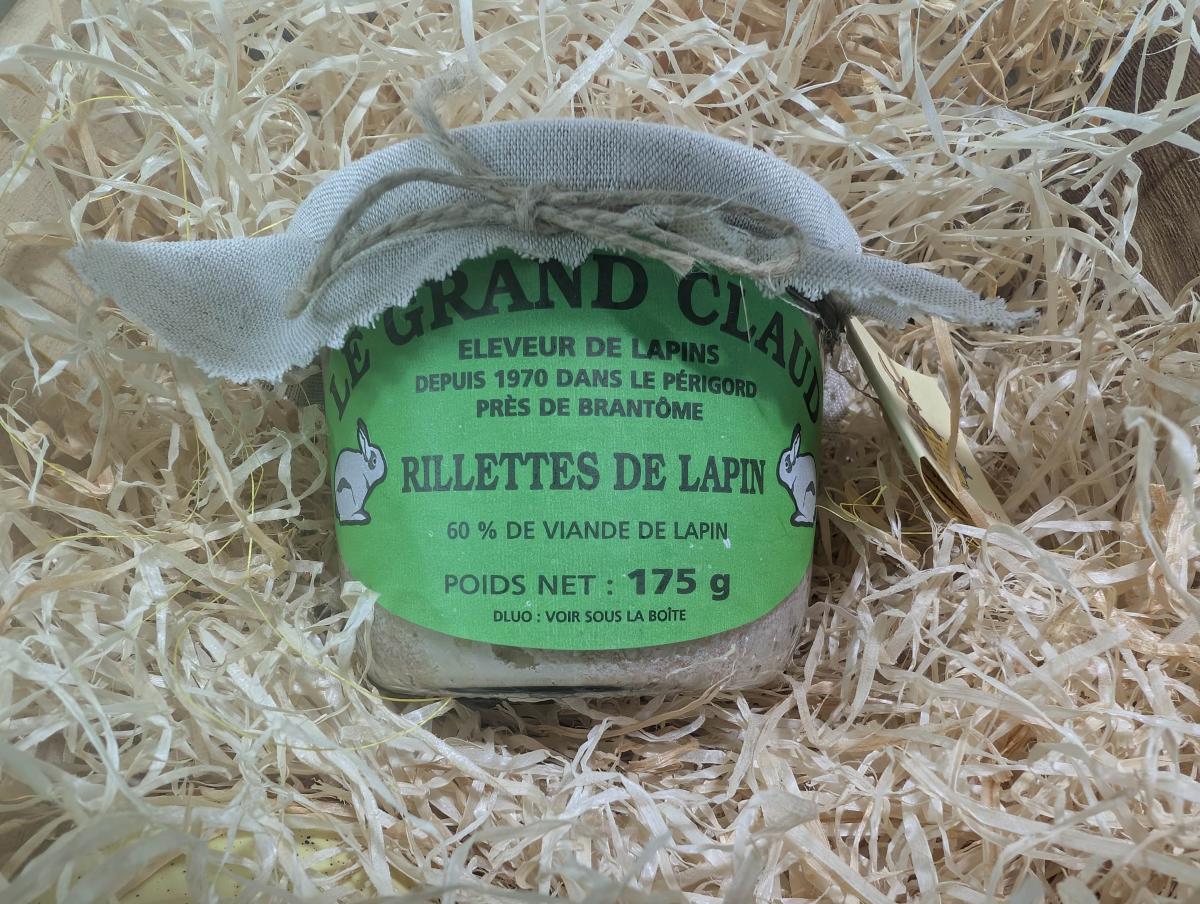 LE GRAND CLAUD
ELEVEUR DE LAPINS
DEPUIS 1970 DANS LE PÉRIGORD
PRÈS DE BRANTÔME
RILLETTES DE LAPIN
60 % DE VIANDE DE LAPIN
POIDS NET : 175 g
DLUO : VOIR SOUS LA BOÎTE